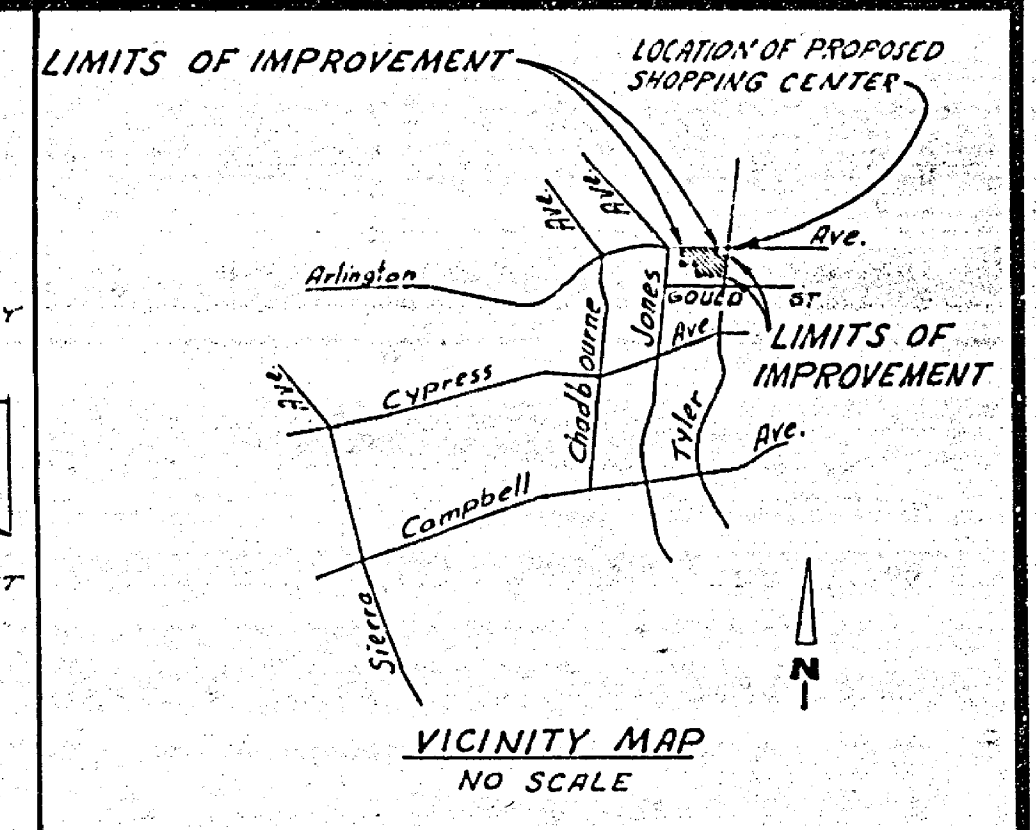 LIMITS OF IMPROVEMENT
LOCATION OF PROPOSED
SHOPPING CENTER
Ave.
Ave.
Ave.
Arlington
Chadbourne
Jones
GOULD ST
Ave
LIMITS OF
IMPROVEMENT
Ave.
Cypress
Tyler
Ave.
Campbell
Sierra
N
VICINITY MAP
NO SCALE
Y
T